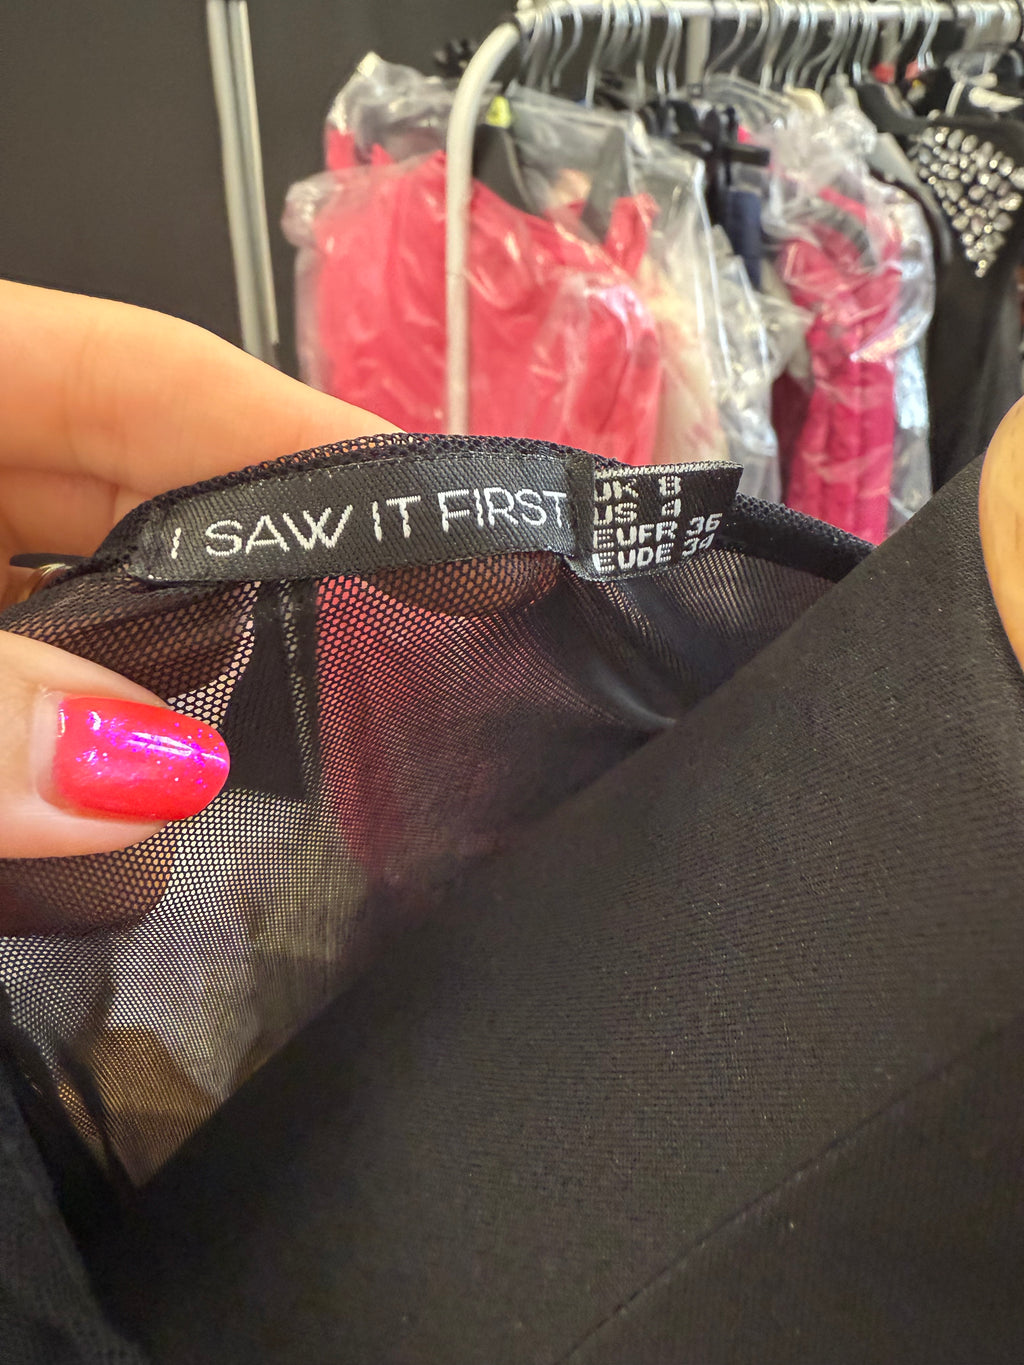 I SAW IT FIRST
UK 8
US 4
EUFR 36
EUDE 34